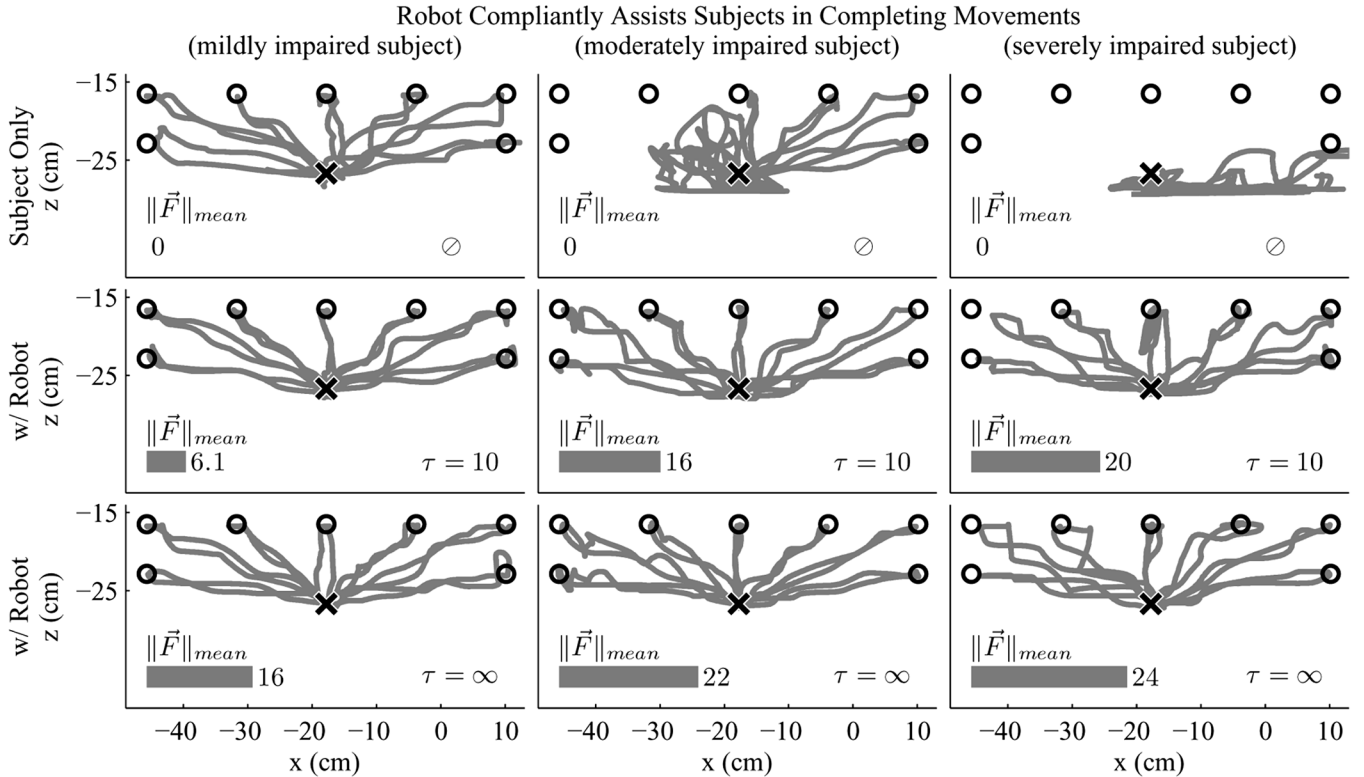 Robot Compliantly Assists Subjects in Completing Movements
(mildly impaired subject) (moderately impaired subject) (severely impaired subject)
Subject Only
z (cm)
−15
−25
‖F⃗‖mean ‖F⃗‖mean ‖F⃗‖mean
0 ∅ 0 ∅ 0 ∅
w/ Robot
z (cm)
−15
−25
‖F⃗‖mean ‖F⃗‖mean ‖F⃗‖mean
6.1 τ = 10 16 τ = 10 20 τ = 10
w/ Robot
z (cm)
−15
−25
‖F⃗‖mean ‖F⃗‖mean ‖F⃗‖mean
16 τ = ∞ 22 τ = ∞ 24 τ = ∞
−40 −30 −20 −10 0 10 −40 −30 −20 −10 0 10 −40 −30 −20 −10 0 10
x (cm) x (cm) x (cm)